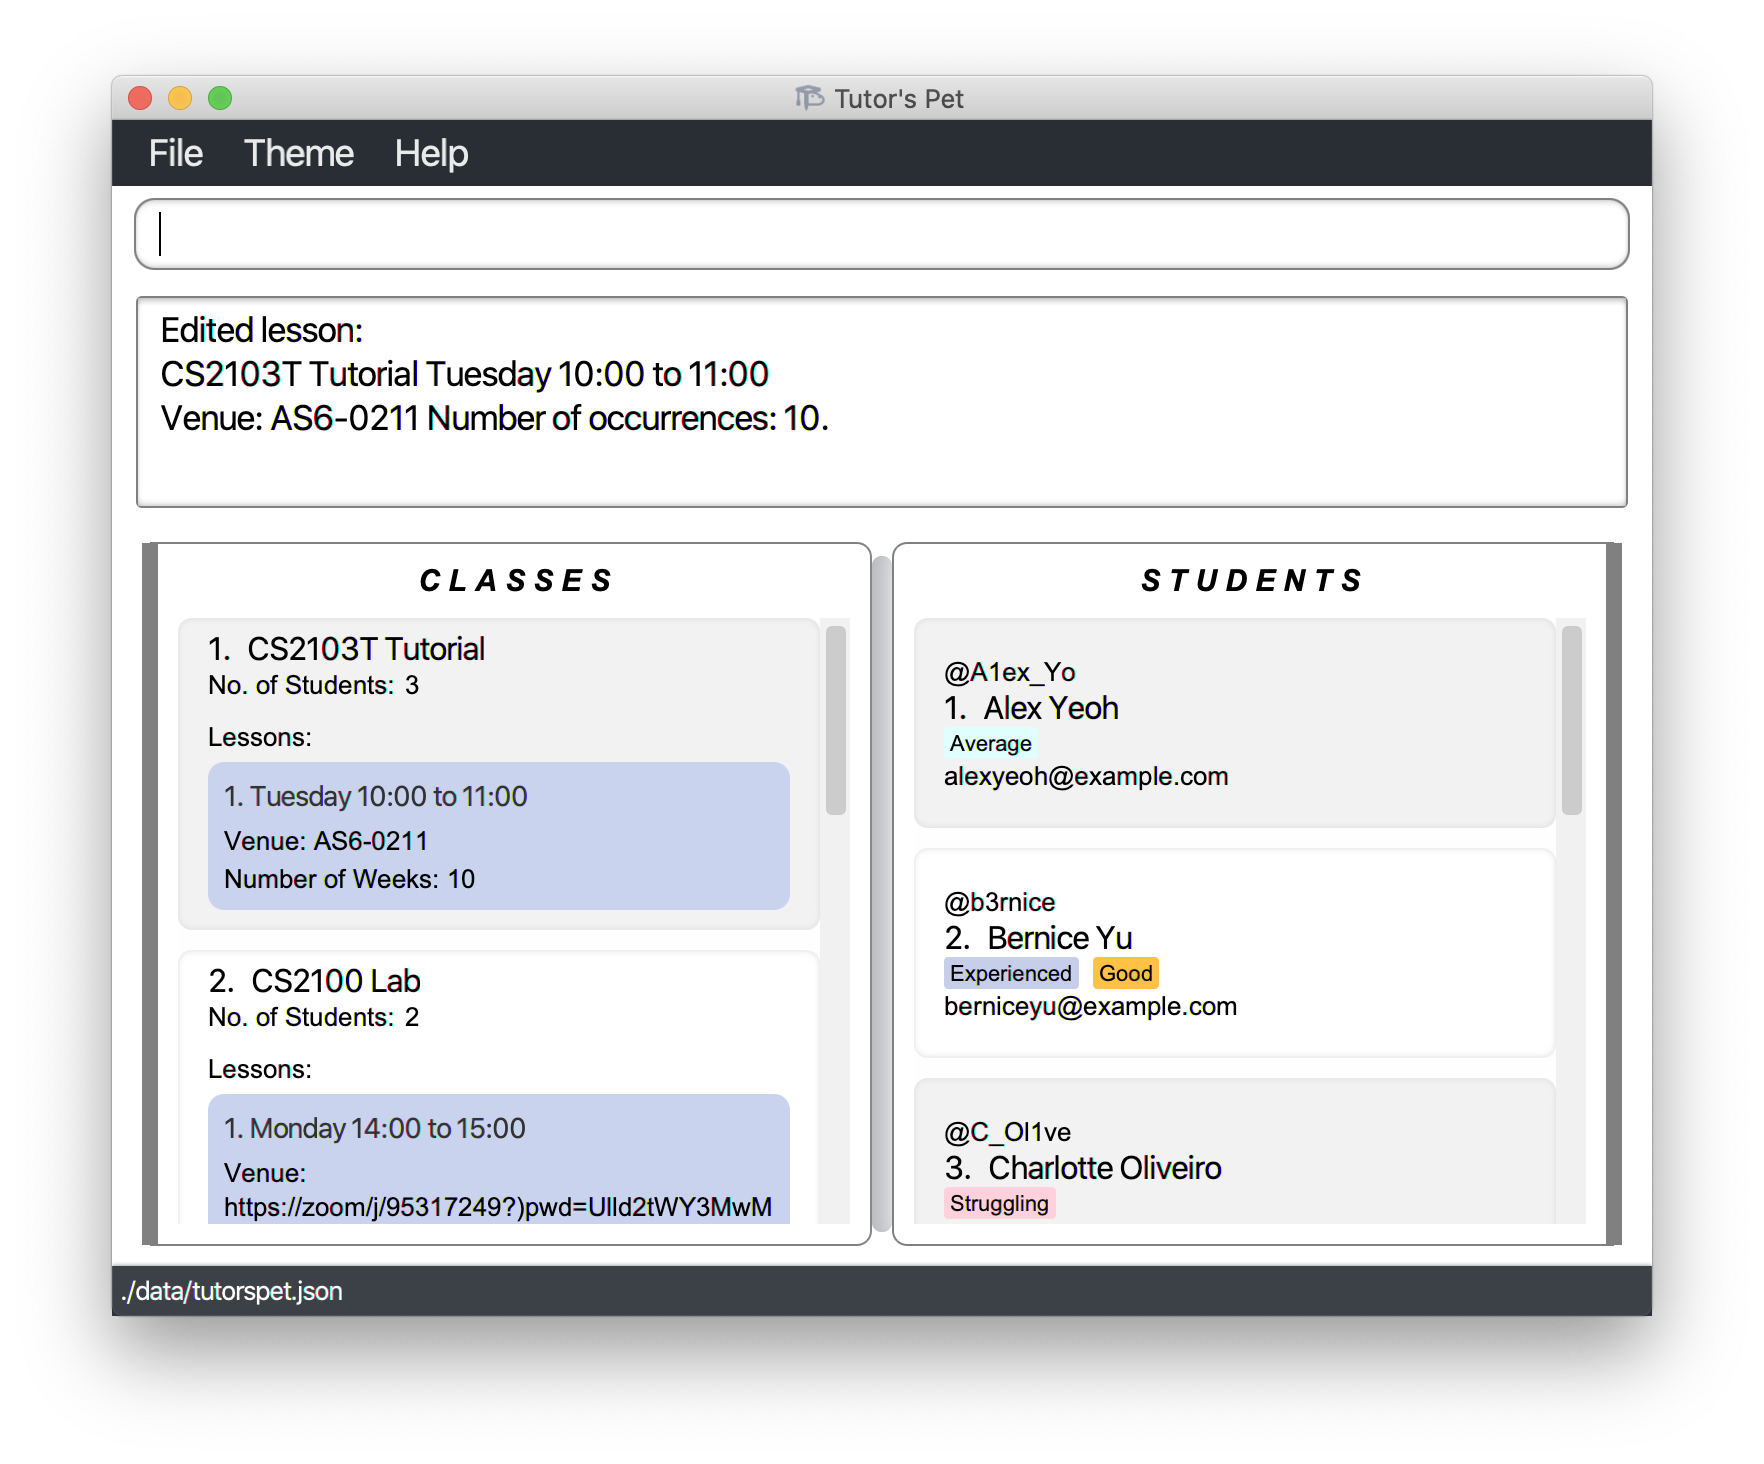 Tutor's Pet
File Theme Help
Edited lesson:
CS2103T Tutorial Tuesday 10:00 to 11:00
Venue: AS6-0211 Number of occurrences: 10.
CLASSES
1. CS2103T Tutorial
No. of Students: 3
Lessons:
1. Tuesday 10:00 to 11:00
Venue: AS6-0211
Number of Weeks: 10
2. CS2100 Lab
No. of Students: 2
Lessons:
1. Monday 14:00 to 15:00
Venue:
https://zoom/j/95317249?)pwd=Ulld2tWY3MwM
STUDENTS
@A1ex_Yo
1. Alex Yeoh
Average
alexyeoh@example.com
@b3rnice
2. Bernice Yu
Experienced Good
berniceyu@example.com
@C_Ol1ve
3. Charlotte Oliveiro
Struggling
./data/tutorspet.json